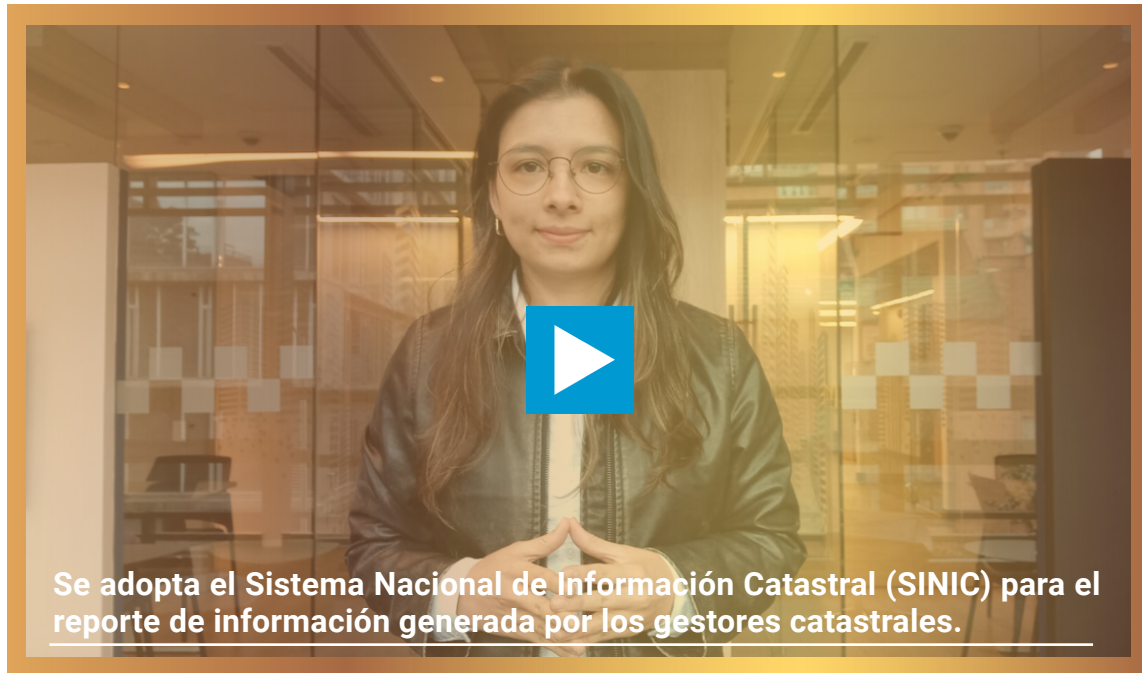 Se adopta el Sistema Nacional de Información Catastral (SINIC) para el
reporte de información generada por los gestores catastrales.